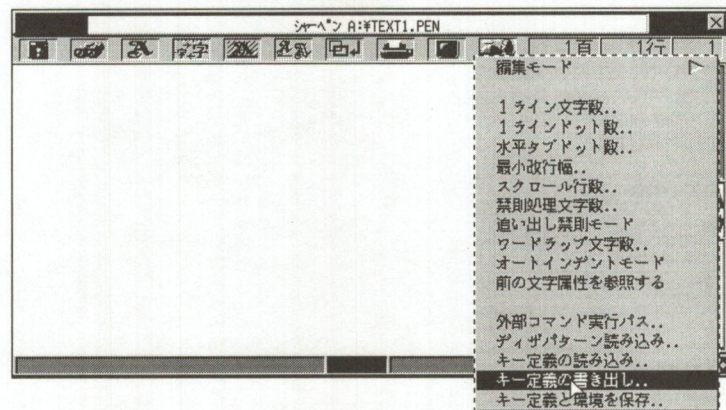 シャーペン A:¥TEXT1.PEN
字 1頁 1行 1
編集モード
1ライン文字数..
1ラインドット数..
水平タブドット数..
最小改行幅..
スクロール行数..
禁則処理文字数..
追い出し禁則モード
ワードラップ文字数..
オートインデントモード
前の文字属性を参照する
外部コマンド実行パス..
ディザパターン読み込み..
キー定義の読み込み..
キー定義の書き出し..
キー定義と環境を保存..